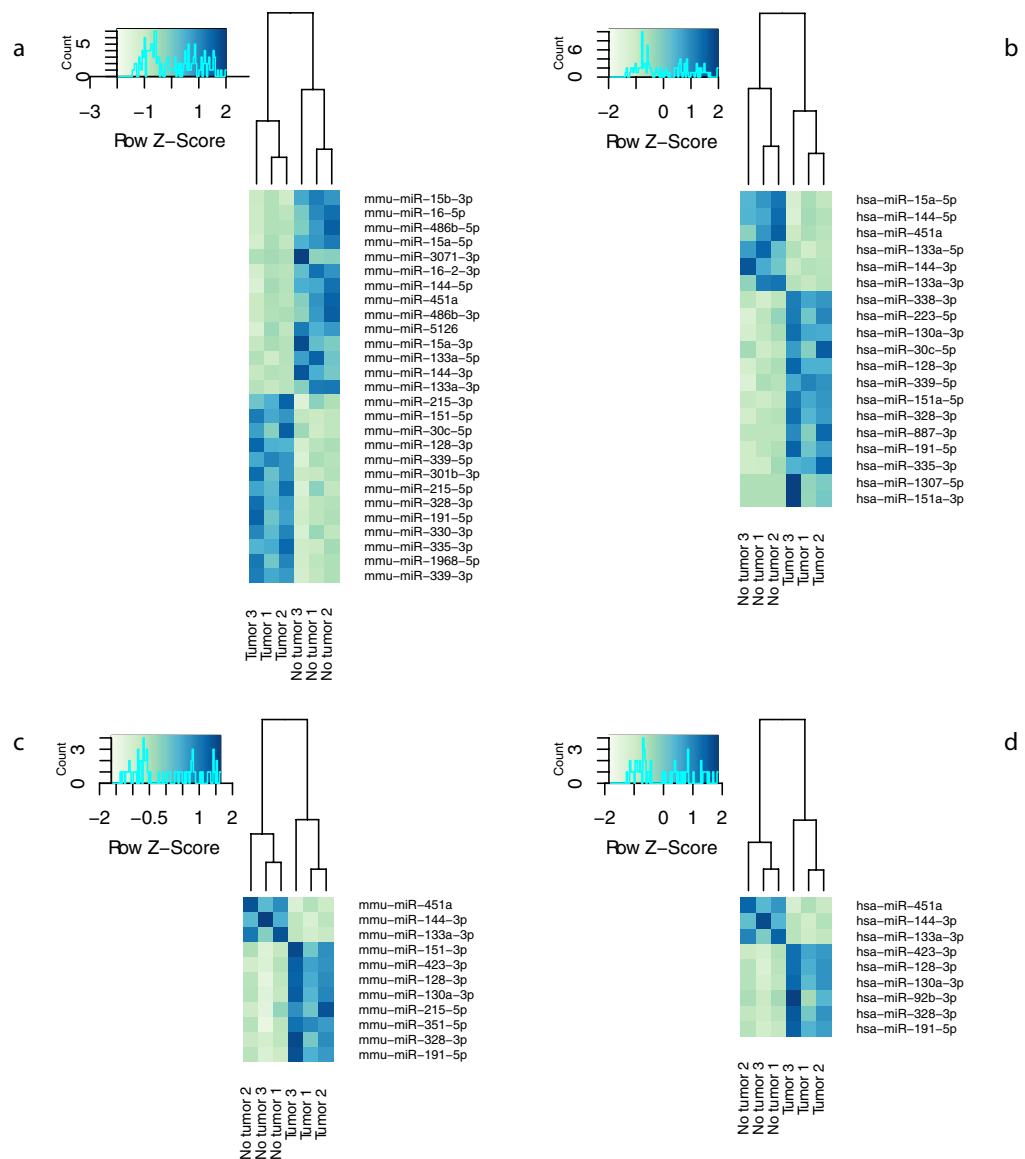 a
Count
0 5
−3 −1 1 2
Row Z−Score
mmu−miR−15b−3p
mmu−miR−16−5p
mmu−miR−486b−5p
mmu−miR−15a−5p
mmu−miR−3071−3p
mmu−miR−16−2−3p
mmu−miR−144−5p
mmu−miR−451a
mmu−miR−486b−3p
mmu−miR−5126
mmu−miR−15a−3p
mmu−miR−133a−5p
mmu−miR−144−3p
mmu−miR−133a−3p
mmu−miR−215−3p
mmu−miR−151−5p
mmu−miR−30c−5p
mmu−miR−128−3p
mmu−miR−339−5p
mmu−miR−301b−3p
mmu−miR−215−5p
mmu−miR−328−3p
mmu−miR−191−5p
mmu−miR−330−3p
mmu−miR−335−3p
mmu−miR−1968−5p
mmu−miR−339−3p
Tumor 3
Tumor 1
Tumor 2
No tumor 3
No tumor 1
No tumor 2
b
Count
0 6
−2 0 1 2
Row Z−Score
hsa−miR−15a−5p
hsa−miR−144−5p
hsa−miR−451a
hsa−miR−133a−5p
hsa−miR−144−3p
hsa−miR−133a−3p
hsa−miR−338−3p
hsa−miR−223−5p
hsa−miR−130a−3p
hsa−miR−30c−5p
hsa−miR−128−3p
hsa−miR−339−5p
hsa−miR−151a−5p
hsa−miR−328−3p
hsa−miR−887−3p
hsa−miR−191−5p
hsa−miR−335−3p
hsa−miR−1307−5p
hsa−miR−151a−3p
No tumor 3
No tumor 1
No tumor 2
Tumor 3
Tumor 1
Tumor 2
c
Count
0 3
−2 −0.5 1 2
Row Z−Score
mmu−miR−451a
mmu−miR−144−3p
mmu−miR−133a−3p
mmu−miR−151−3p
mmu−miR−423−3p
mmu−miR−128−3p
mmu−miR−130a−3p
mmu−miR−215−5p
mmu−miR−351−5p
mmu−miR−328−3p
mmu−miR−191−5p
No tumor 2
No tumor 3
No tumor 1
Tumor 3
Tumor 1
Tumor 2
d
Count
0 3
−2 0 1 2
Row Z−Score
hsa−miR−451a
hsa−miR−144−3p
hsa−miR−133a−3p
hsa−miR−423−3p
hsa−miR−128−3p
hsa−miR−130a−3p
hsa−miR−92b−3p
hsa−miR−328−3p
hsa−miR−191−5p
No tumor 2
No tumor 3
No tumor 1
Tumor 3
Tumor 1
Tumor 2